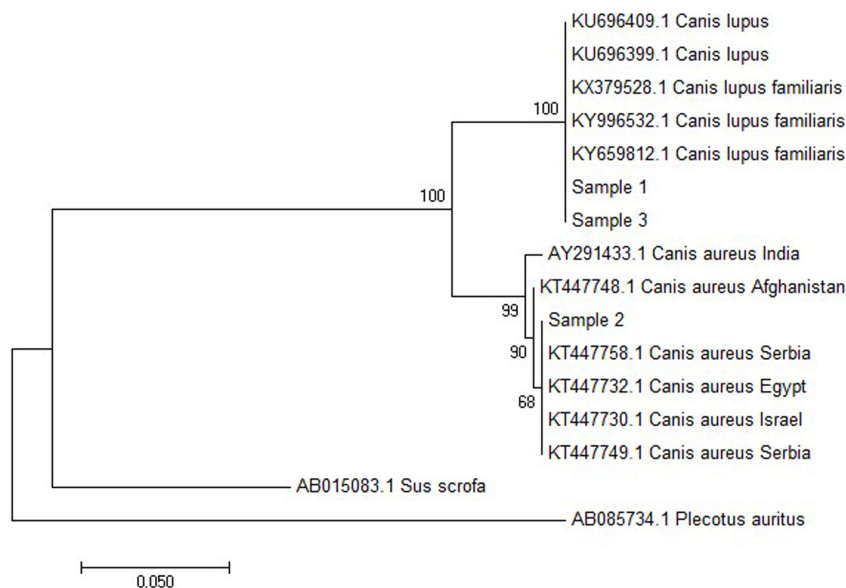 KU696409.1 Canis lupus
KU696399.1 Canis lupus
KX379528.1 Canis lupus familiaris
100
KY996532.1 Canis lupus familiaris
KY659812.1 Canis lupus familiaris
Sample 1
100
Sample 3
AY291433.1 Canis aureus India
KT447748.1 Canis aureus Afghanistan
99
Sample 2
90
KT447758.1 Canis aureus Serbia
KT447732.1 Canis aureus Egypt
68
KT447730.1 Canis aureus Israel
KT447749.1 Canis aureus Serbia
AB015083.1 Sus scrofa
AB085734.1 Plecotus auritus
0.050